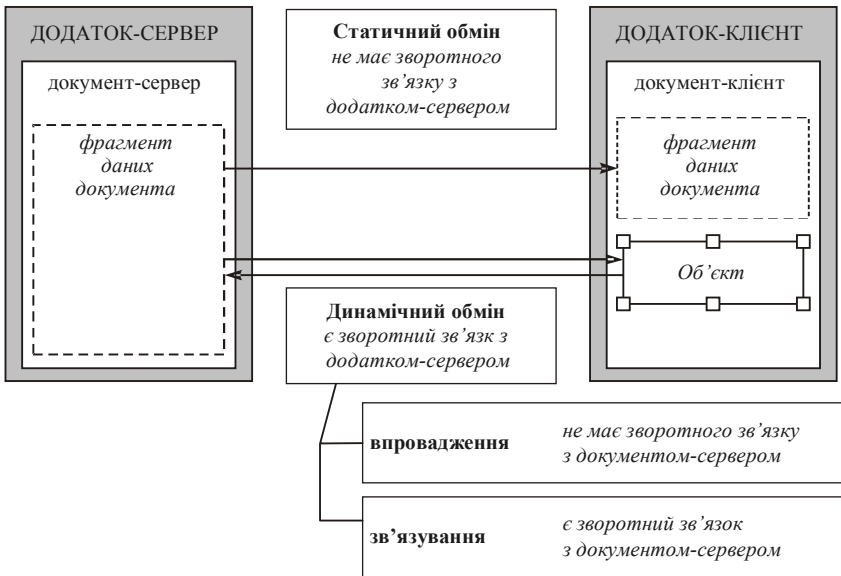 ДОДАТОК-СЕРВЕР
документ-сервер
фрагмент
даних
документа
Статичний обмін
не має зворотного
зв’язку з
додатком-сервером
ДОДАТОК-КЛІЄНТ
документ-клієнт
фрагмент
даних
документа
Об’єкт
Динамічний обмін
є зворотний зв’язк з
додатком-сервером
впровадження
не має зворотного зв’язку
з документом-сервером
зв’язування
є зворотний зв’язок
з документом-сервером